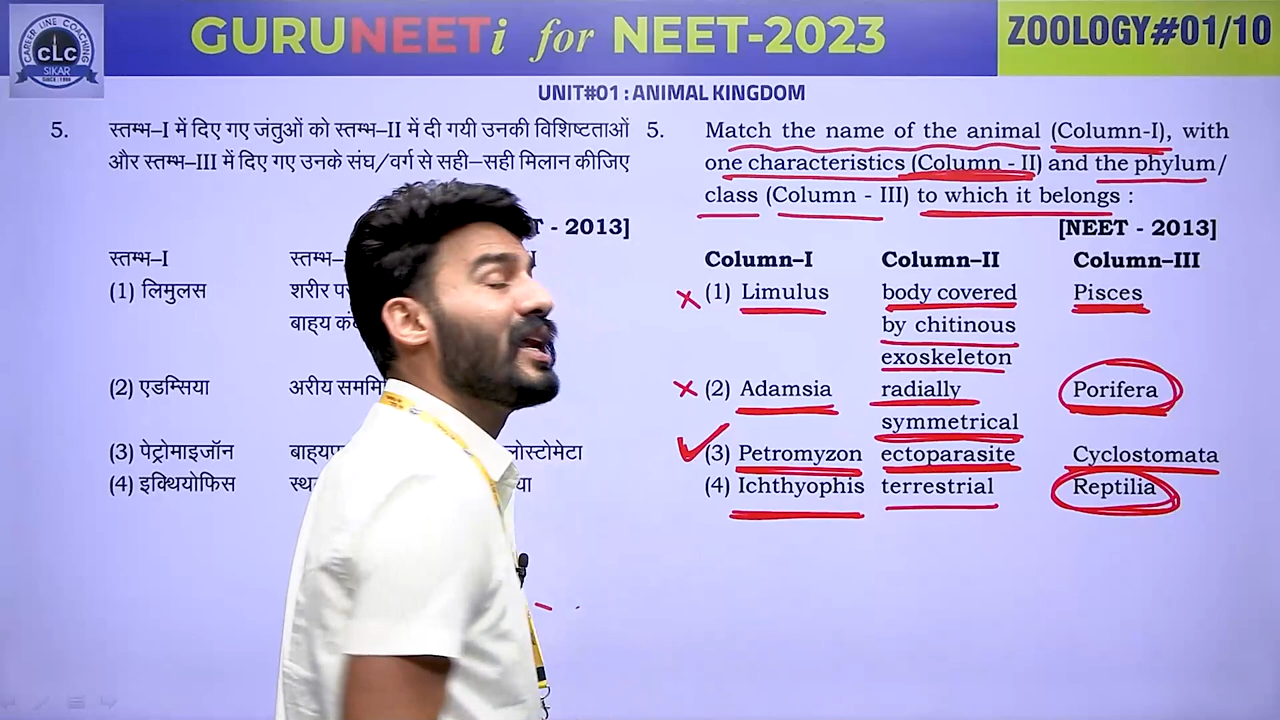 GURUNEETi for NEET-2023
ZOOLOGY#01/10
CAREER LINE COACHING
CLC
SIKAR
SINCE : 1996
UNIT#01 : ANIMAL KINGDOM
5. स्तम्भ–I में दिए गए जंतुओं को स्तम्भ–II में दी गयी उनकी विशिष्टताओं
और स्तम्भ–III में दिए गए उनके संघ/वर्ग से सही–सही मिलान कीजिए
- 2013]
स्तम्भ–I
(1) लिमुलस शरीर
बाह्य
(2) एडम्सिया अरीय
(3) पेट्रोमाइजॉन
(4) इक्थियोफिस
5. Match the name of the animal (Column-I), with
one characteristics (Column - II) and the phylum/
class (Column - III) to which it belongs :
[NEET - 2013]
Column–I Column–II Column–III
(1) Limulus body covered Pisces
by chitinous
exoskeleton
(2) Adamsia radially Porifera
symmetrical
(3) Petromyzon ectoparasite Cyclostomata
(4) Ichthyophis terrestrial Reptilia